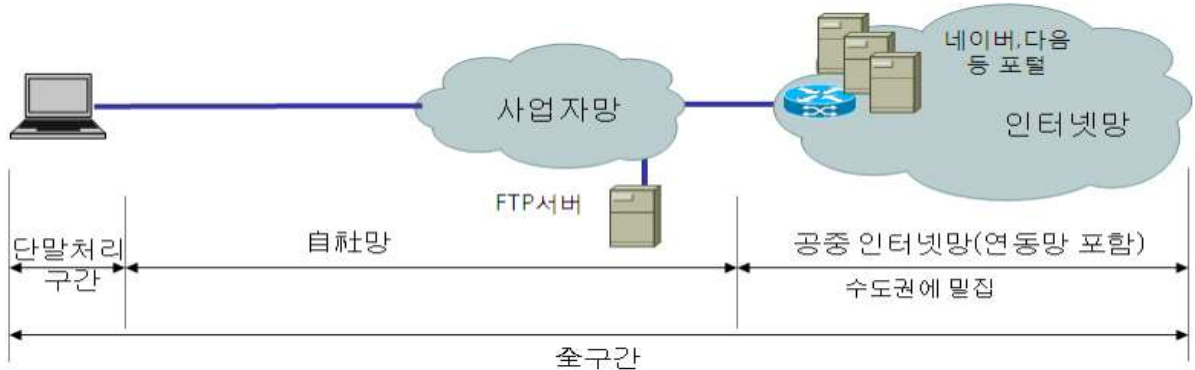 네이버,다음
등 포털
사업자망
인터넷망
FTP서버
단말처리
구간
自社망
공중 인터넷망(연동망 포함)
수도권에 밀집
全구간